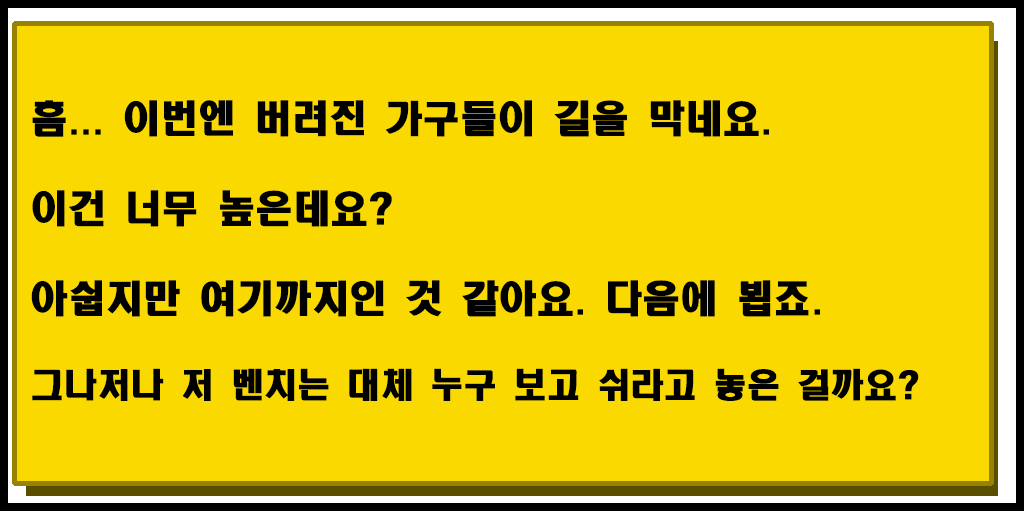 흠... 이번엔 버려진 가구들이 길을 막네요.
이건 너무 높은데요?
아쉽지만 여기까지인 것 같아요. 다음에 뵙죠.
그나저나 저 벤치는 대체 누구 보고 쉬라고 놓은 걸까요?